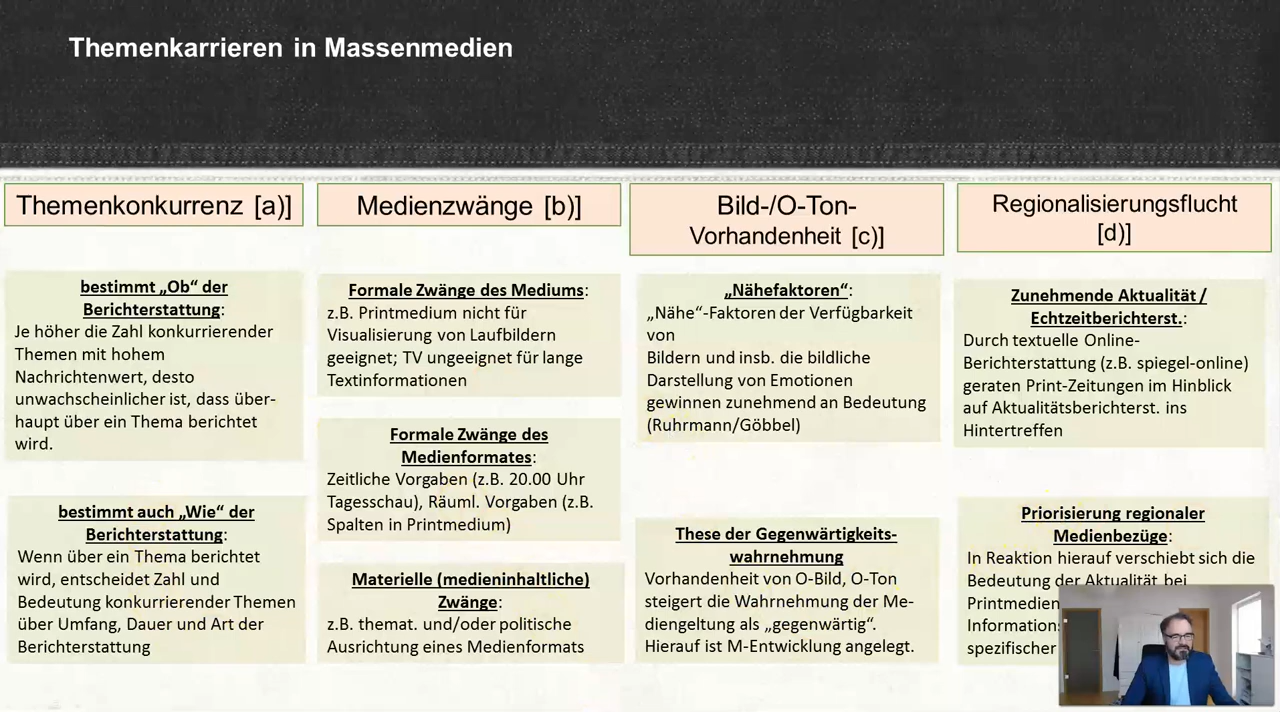 Themenkarrieren in Massenmedien
Themenkonkurrenz [a)]
bestimmt „Ob“ der
Berichterstattung:
Je höher die Zahl konkurrierender
Themen mit hohem
Nachrichtenwert, desto
unwachscheinlicher ist, dass über-
haupt über ein Thema berichtet
wird.
bestimmt auch „Wie“ der
Berichterstattung:
Wenn über ein Thema berichtet
wird, entscheidet Zahl und
Bedeutung konkurrierender Themen
über Umfang, Dauer und Art der
Berichterstattung
Medienzwänge [b)]
Formale Zwänge des Mediums:
z.B. Printmedium nicht für
Visualisierung von Laufbildern
geeignet; TV ungeeignet für lange
Textinformationen
Formale Zwänge des
Medienformates:
Zeitliche Vorgaben (z.B. 20.00 Uhr
Tagesschau), Räuml. Vorgaben (z.B.
Spalten in Printmedium)
Materielle (medieninhaltliche)
Zwänge:
z.B. themat. und/oder politische
Ausrichtung eines Medienformats
Bild-/O-Ton-
Vorhandenheit [c)]
„Nähefaktoren“:
„Nähe“-Faktoren der Verfügbarkeit
von
Bildern und insb. die bildliche
Darstellung von Emotionen
gewinnen zunehmend an Bedeutung
(Ruhrmann/Göbbel)
These der Gegenwärtigkeits-
wahrnehmung
Vorhandenheit von O-Bild, O-Ton
steigert die Wahrnehmung der Me-
diengeltung als „gegenwärtig“.
Hierauf ist M-Entwicklung angelegt.
Regionalisierungsflucht
[d)]
Zunehmende Aktualität /
Echtzeitberichterst.:
Durch textuelle Online-
Berichterstattung (z.B. spiegel-online)
geraten Print-Zeitungen im Hinblick
auf Aktualitätsberichterst. ins
Hintertreffen
Priorisierung regionaler
Medienbezüge:
In Reaktion hierauf verschiebt sich die
Bedeutung der Aktualität bei
Printmedien
Informations
spezifischer